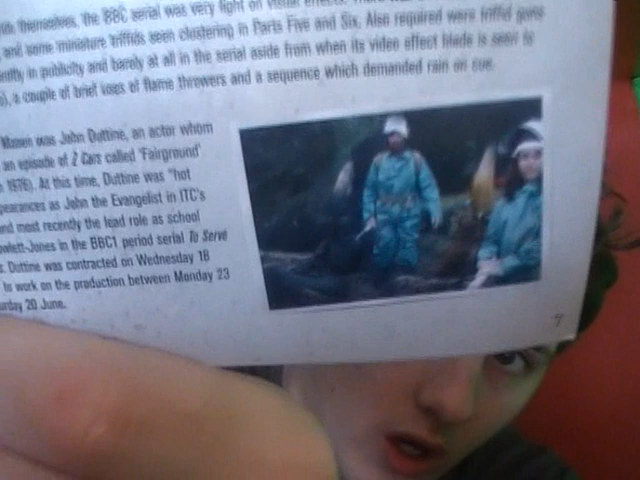 themselves, the BBC serial was very light on visual effects.
and some miniature triffids seen clustering in Parts Five and Six. Also required were triffid guns
in publicity and barely at all in the serial aside from when its video effect blade is seen
, a couple of brief uses of flame throwers and a sequence which demanded rain on cue.
Masen was John Duttine, an actor whom
an episode of Z Cars called 'Fairground'
1976). At this time, Duttine was "hot
appearances as John the Evangelist in ITC's
and most recently the lead role as school
Powlett-Jones in the BBC1 period serial To Serve
Duttine was contracted on Wednesday 18
to work on the production between Monday 23
20 June.